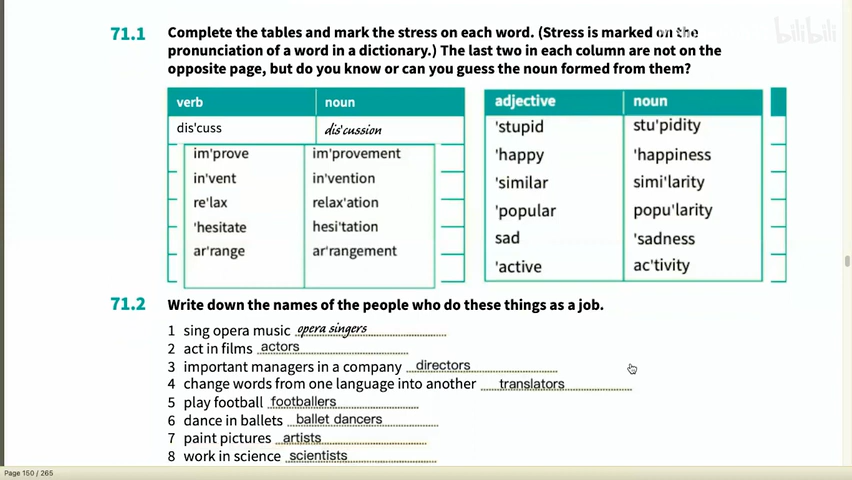 bilibili
71.1 Complete the tables and mark the stress on each word. (Stress is marked on the
pronunciation of a word in a dictionary.) The last two in each column are not on the
opposite page, but do you know or can you guess the noun formed from them?
verb noun
dis'cuss dis'cussion
im'prove im'provement
in'vent in'vention
re'lax relax'ation
'hesitate hesi'tation
ar'range ar'rangement
adjective noun
'stupid stu'pidity
'happy 'happiness
'similar simi'larity
'popular popu'larity
sad 'sadness
'active ac'tivity
71.2 Write down the names of the people who do these things as a job.
1 sing opera music opera singers
2 act in films actors
3 important managers in a company directors
4 change words from one language into another translators
5 play football footballers
6 dance in ballets ballet dancers
7 paint pictures artists
8 work in science scientists
Page 150 / 265